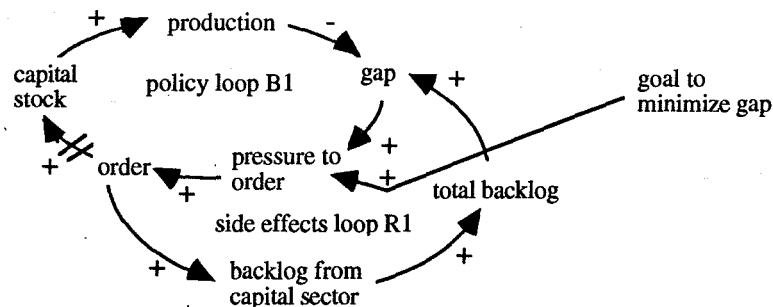 +
production
-
capital
stock
policy loop B1
gap
+
goal to
minimize gap
+
order
+
pressure to
order
+
+
total backlog
side effects loop R1
+
backlog from
capital sector
+